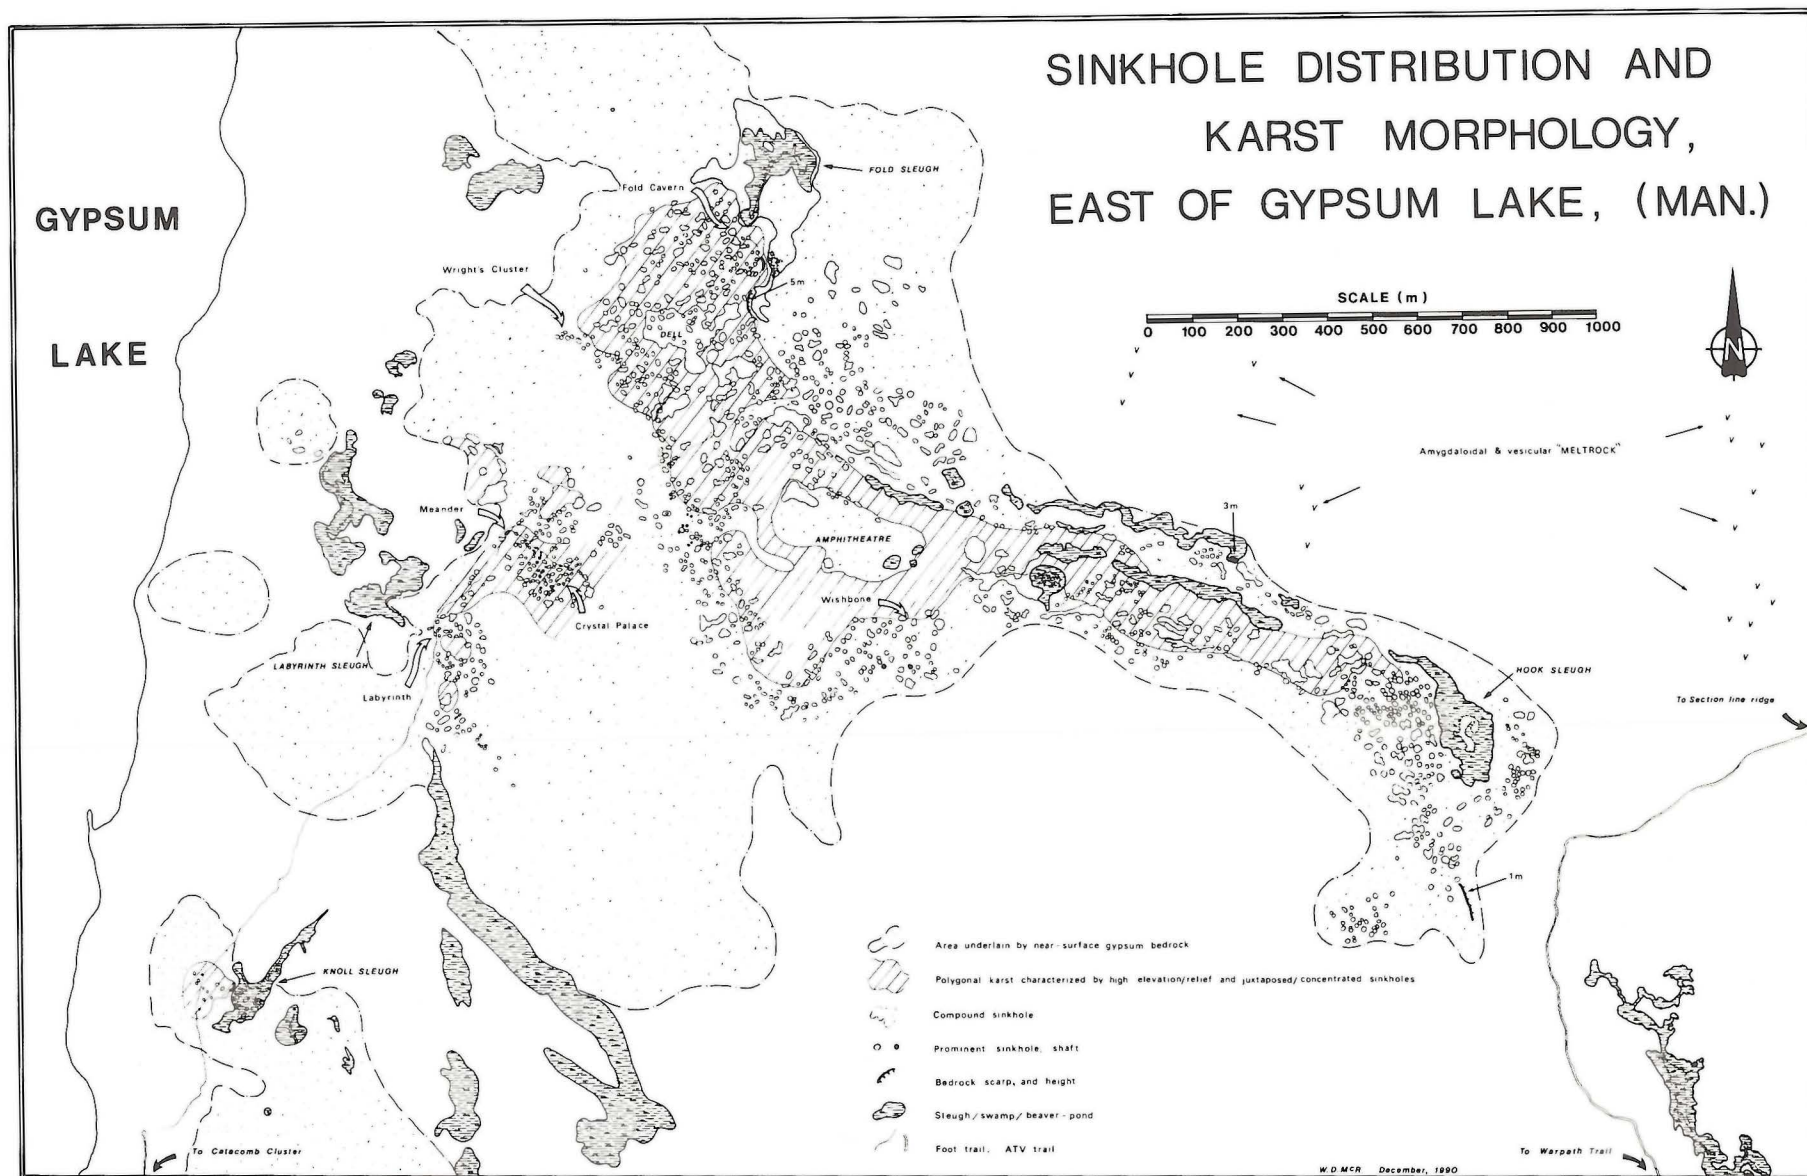 SINKHOLE DISTRIBUTION AND
KARST MORPHOLOGY,
EAST OF GYPSUM LAKE, (MAN.)
GYPSUM
LAKE
FOLD SLEUGH
Fold Cavern
Wright's Cluster
5m
DELL
SCALE (m)
0 100 200 300 400 500 600 700 800 900 1000
N
Amygdaloidal & vesicular "MELTROCK"
Meander
3m
AMPHITHEATRE
Wishbone
Crystal Palace
LABYRINTH SLEUGH
Labyrinth
HOOK SLEUGH
To Section line ridge
1m
KNOLL SLEUGH
Area underlain by near-surface gypsum bedrock
Polygonal karst characterized by high elevation/relief and juxtaposed/concentrated sinkholes
Compound sinkhole
Prominent sinkhole, shaft
Bedrock scarp, and height
Sleugh/swamp/beaver-pond
Foot trail, ATV trail
To Catacomb Cluster
To Warpath Trail
W.D.McR December, 1990